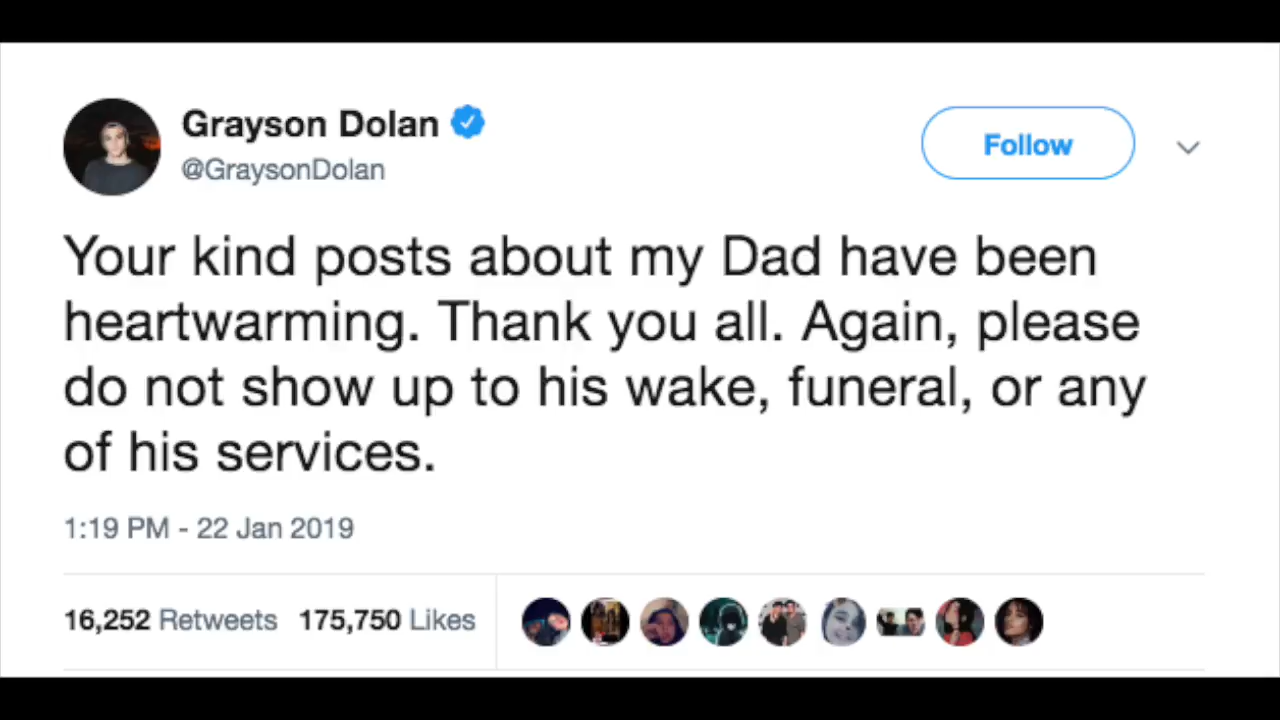 Grayson Dolan
@GraysonDolan
Follow
Your kind posts about my Dad have been
heartwarming. Thank you all. Again, please
do not show up to his wake, funeral, or any
of his services.
1:19 PM - 22 Jan 2019
16,252 Retweets 175,750 Likes